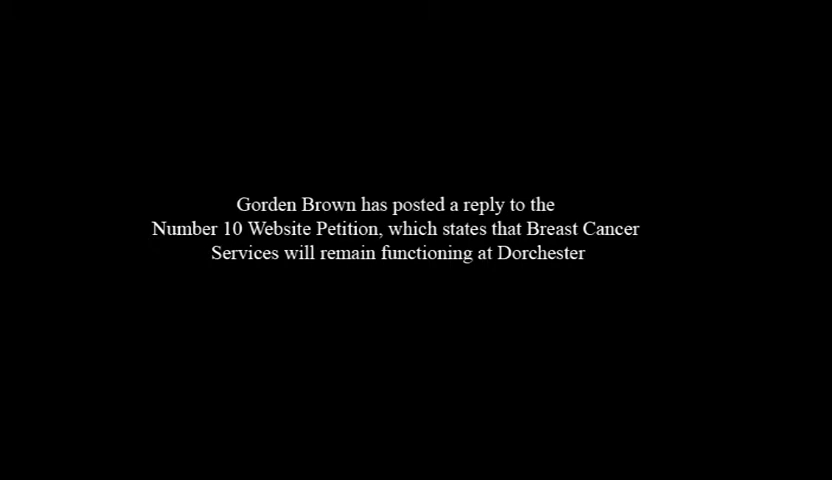 Gorden Brown has posted a reply to the
Number 10 Website Petition, which states that Breast Cancer
Services will remain functioning at Dorchester